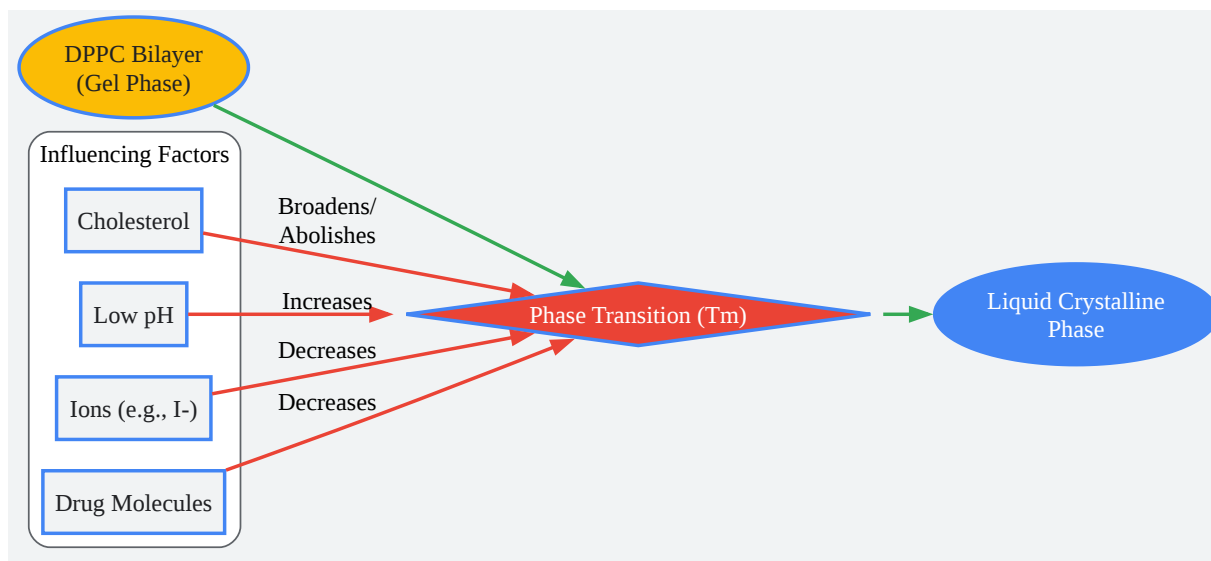 DPPC Bilayer
(Gel Phase)
Influencing Factors
Cholesterol
Broadens/
Abolishes
Low pH
Increases
Phase Transition (Tm)
Liquid Crystalline
Phase
Decreases
Ions (e.g., I-)
Decreases
Drug Molecules